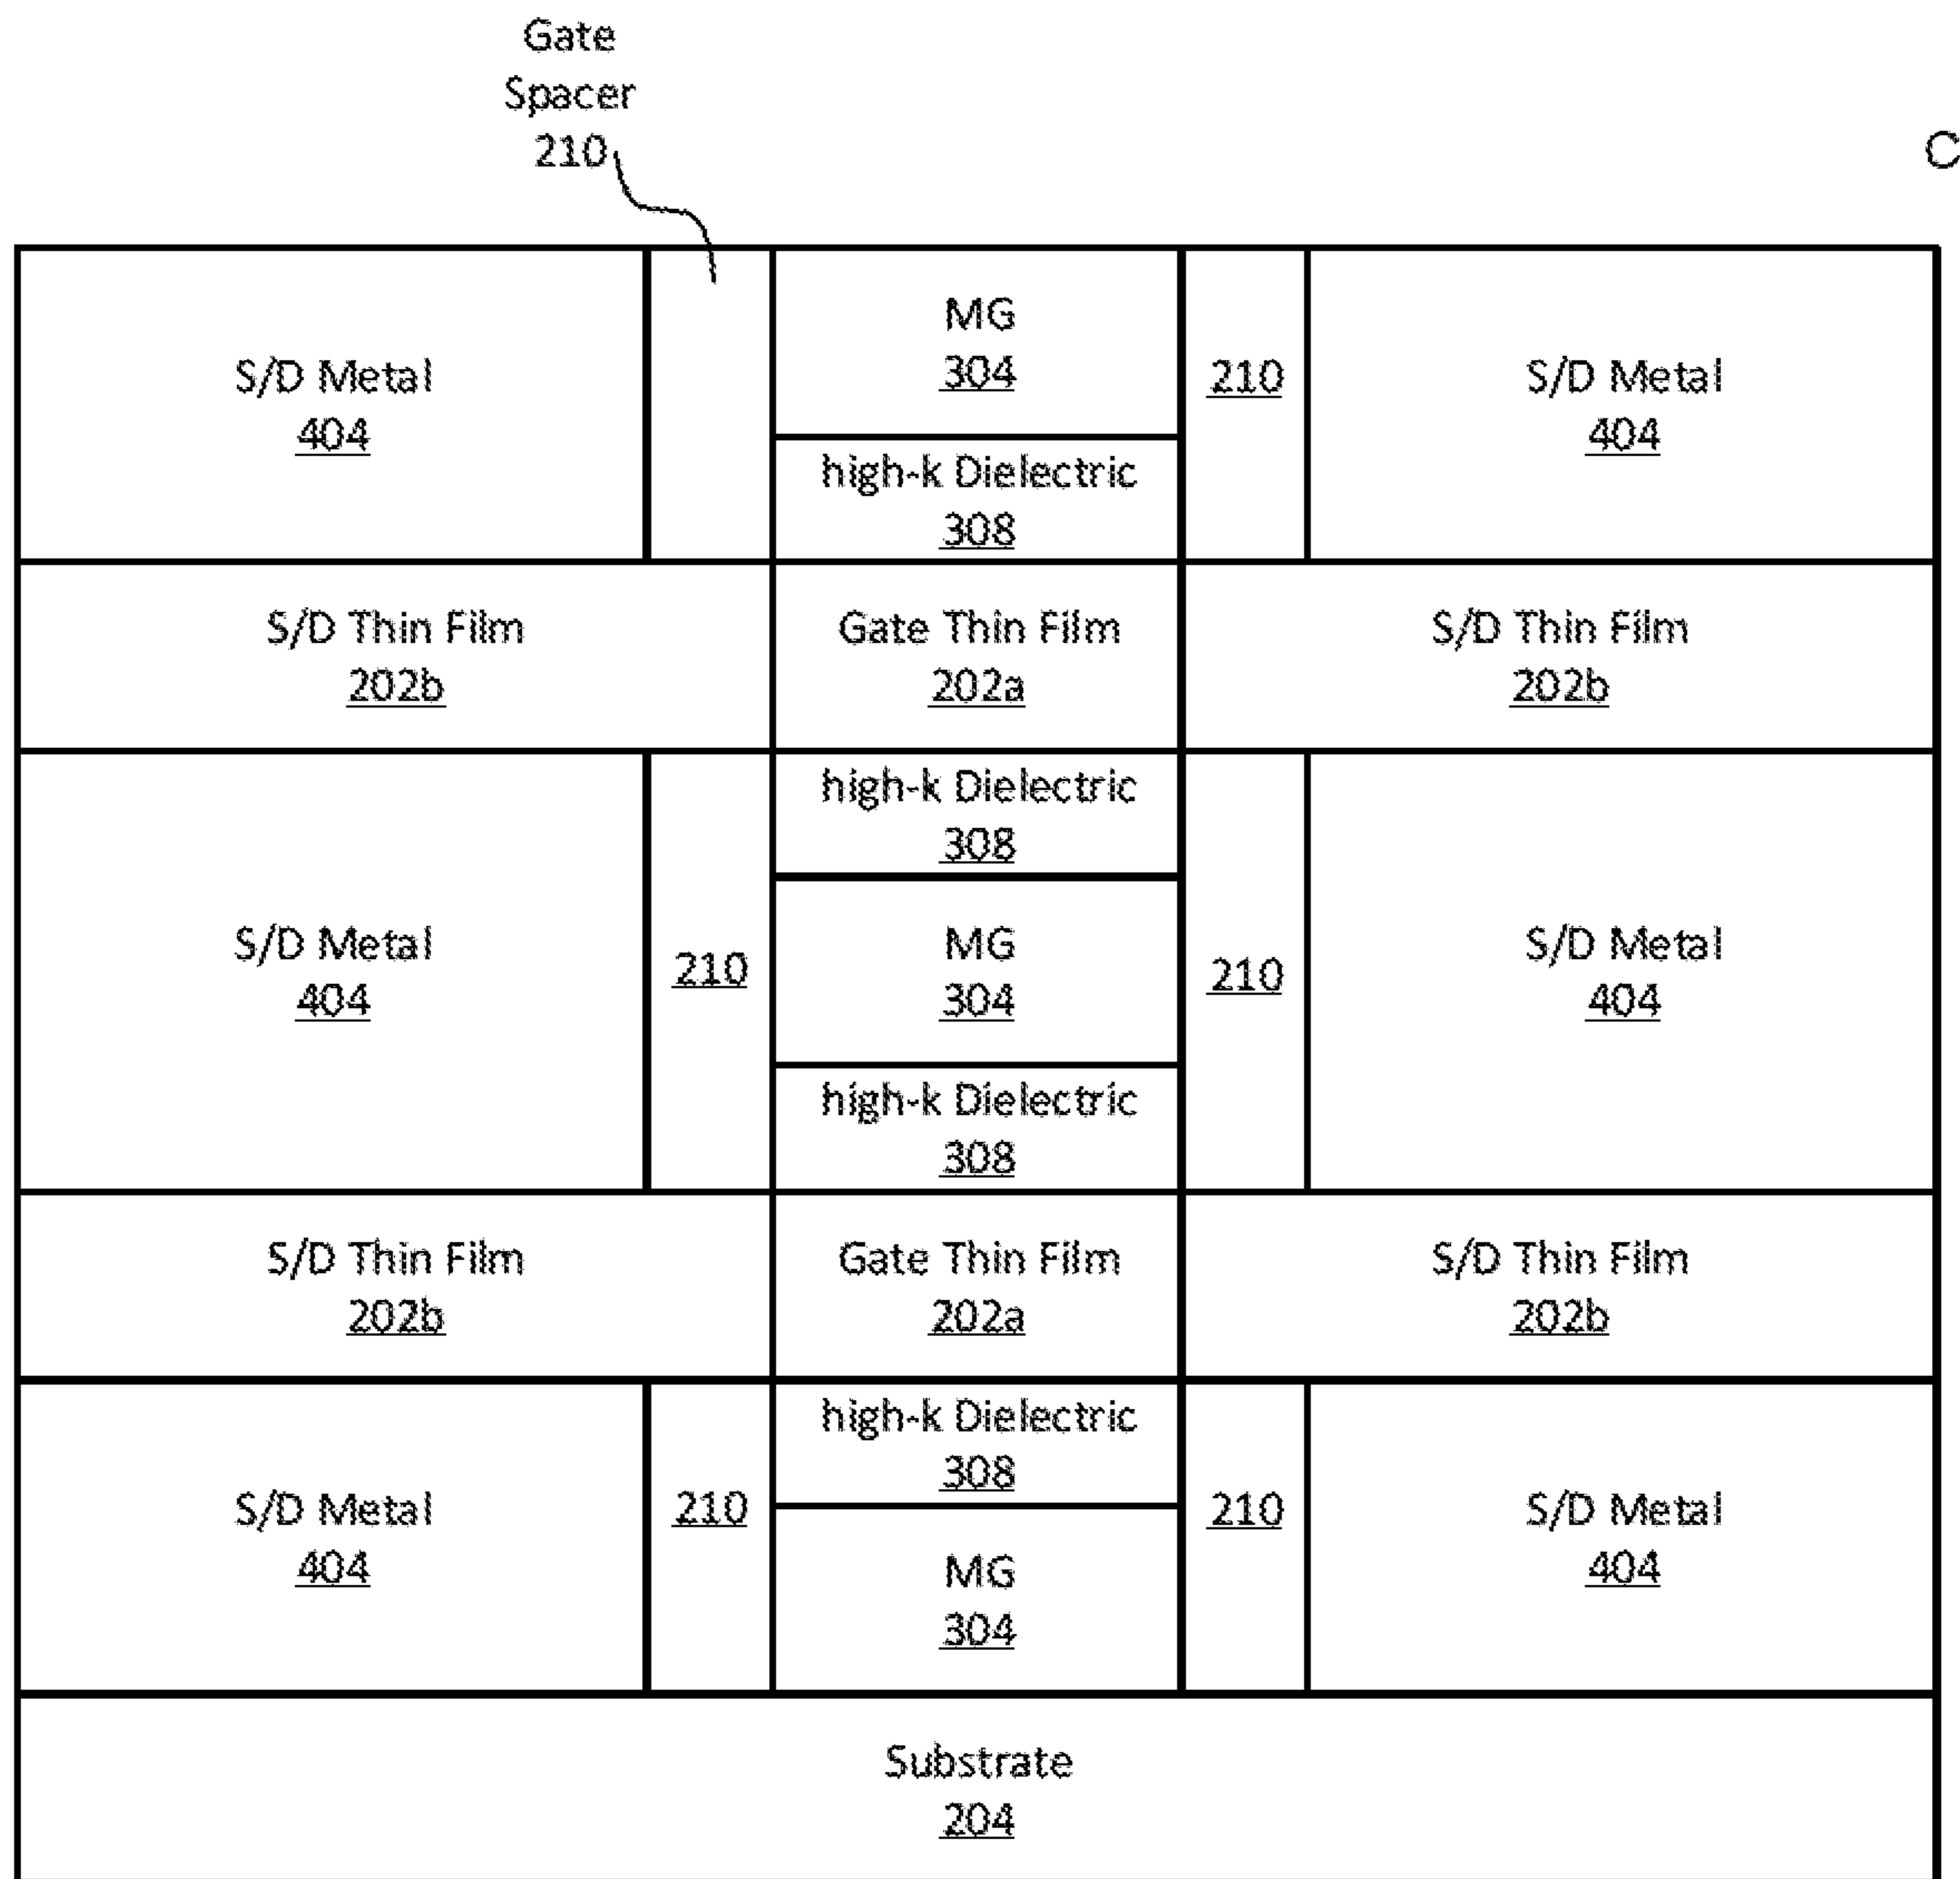 Gate
Spacer
210
C
S/D Metal
404
MG
304
high-k Dielectric
308
210
S/D Metal
404
S/D Thin Film
202b
Gate Thin Film
202a
S/D Thin Film
202b
S/D Metal
404
210
high-k Dielectric
308
MG
304
high-k Dielectric
308
210
S/D Metal
404
S/D Thin Film
202b
Gate Thin Film
202a
S/D Thin Film
202b
S/D Metal
404
210
high-k Dielectric
308
MG
304
210
S/D Metal
404
Substrate
204